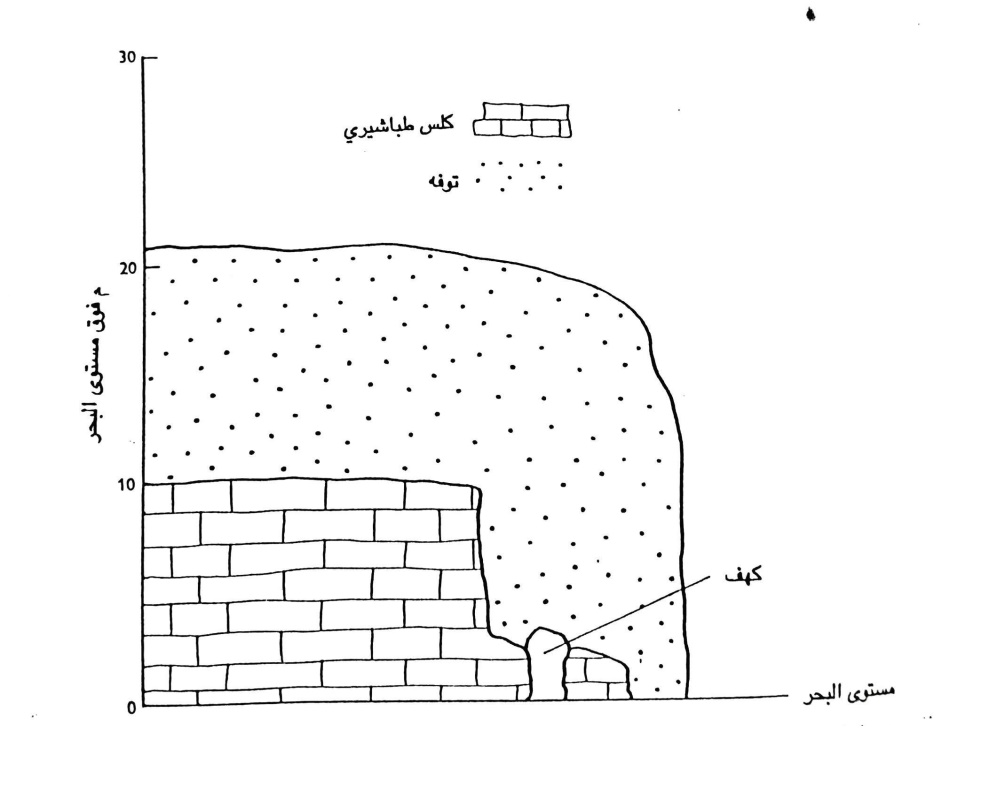 30
كلس طباشيري
توفه
20
م فوق مستوى البحر
10
كهف
0
مستوى البحر